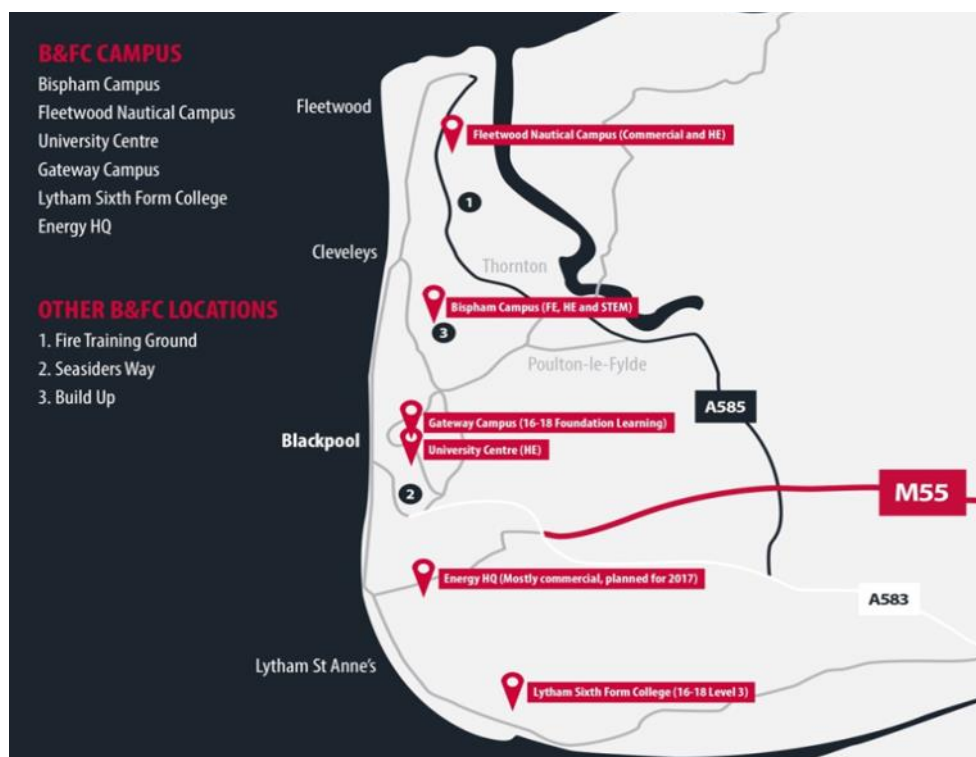 B&FC CAMPUS
Bispham Campus
Fleetwood Nautical Campus
University Centre
Gateway Campus
Lytham Sixth Form College
Energy HQ
OTHER B&FC LOCATIONS
1. Fire Training Ground
2. Seasiders Way
3. Build Up
Fleetwood
Fleetwood Nautical Campus (Commercial and HE)
1
Cleveleys
Thornton
Bispham Campus (FE, HE and STEM)
3
Poulton-le-Fylde
A585
Gateway Campus (16-18 Foundation Learning)
Blackpool
University Centre (HE)
2
M55
Energy HQ (Mostly commercial, planned for 2017)
A583
Lytham St Anne's
Lytham Sixth Form College (16-18 Level 3)